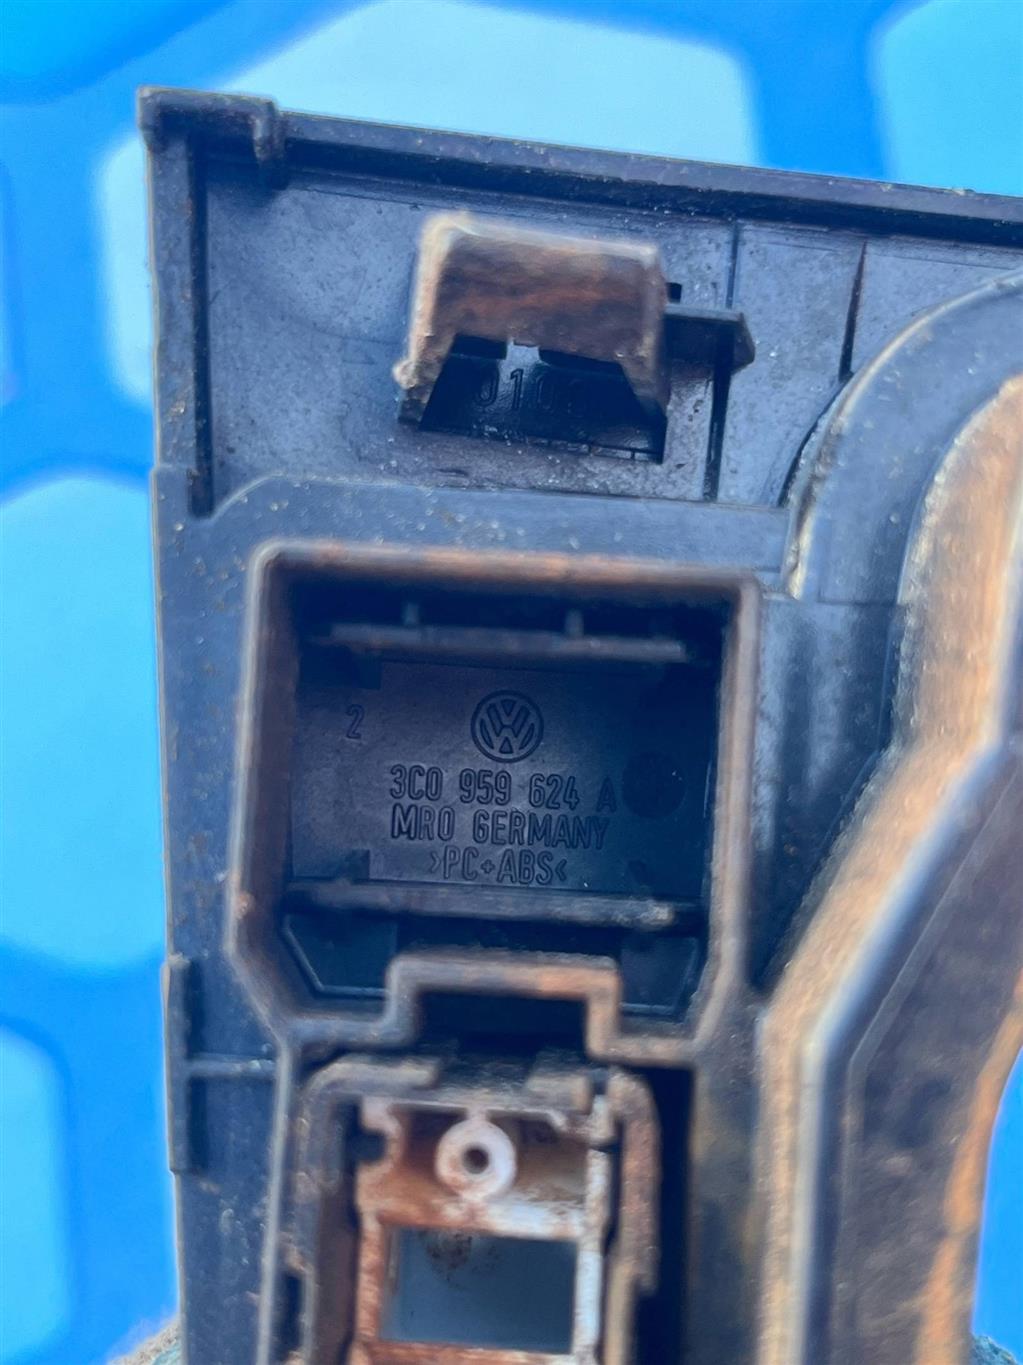 2
3C0 959 624 A
MRO GERMANY
>PC+ABS<